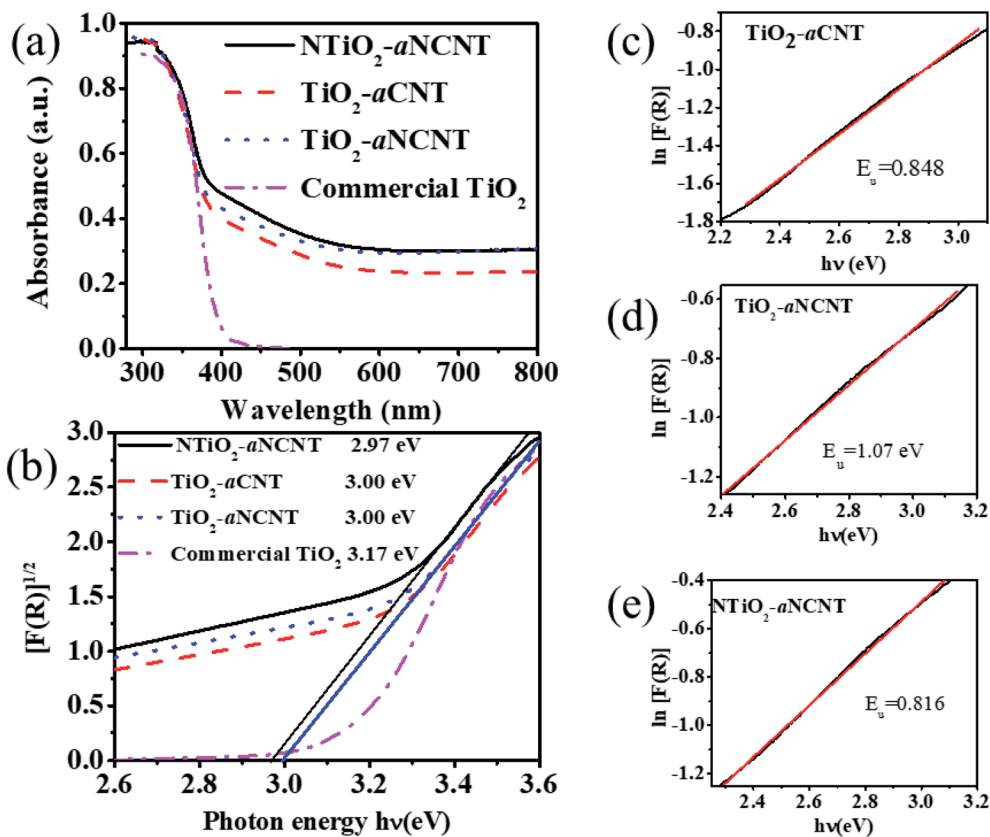 (a)
1.0
0.8
0.6
0.4
0.2
0.0
Absorbance (a.u.)
NTiO₂-aNCNT
TiO₂-aCNT
TiO₂-aNCNT
Commercial TiO₂
300 400 500 600 700 800
Wavelength (nm)
(b)
3.0
2.5
2.0
1.5
1.0
0.5
0.0
[F(R)]^1/2
NTiO₂-aNCNT 2.97 eV
TiO₂-aCNT 3.00 eV
TiO₂-aNCNT 3.00 eV
Commercial TiO₂ 3.17 eV
2.6 2.8 3.0 3.2 3.4 3.6
Photon energy hν(eV)
(c)
TiO₂-aCNT
-0.8
-1.0
-1.2
-1.4
-1.6
-1.8
ln [F(R)]
Eᵤ=0.848
2.2 2.4 2.6 2.8 3.0
hν (eV)
(d)
TiO₂-aNCNT
-0.6
-0.8
-1.0
-1.2
ln [F(R)]
Eᵤ=1.07 eV
2.4 2.6 2.8 3.0 3.2
hν(eV)
(e)
NTiO₂-aNCNT
-0.4
-0.6
-0.8
-1.0
-1.2
ln [F(R)]
Eᵤ=0.816
2.4 2.6 2.8 3.0 3.2
hν(eV)